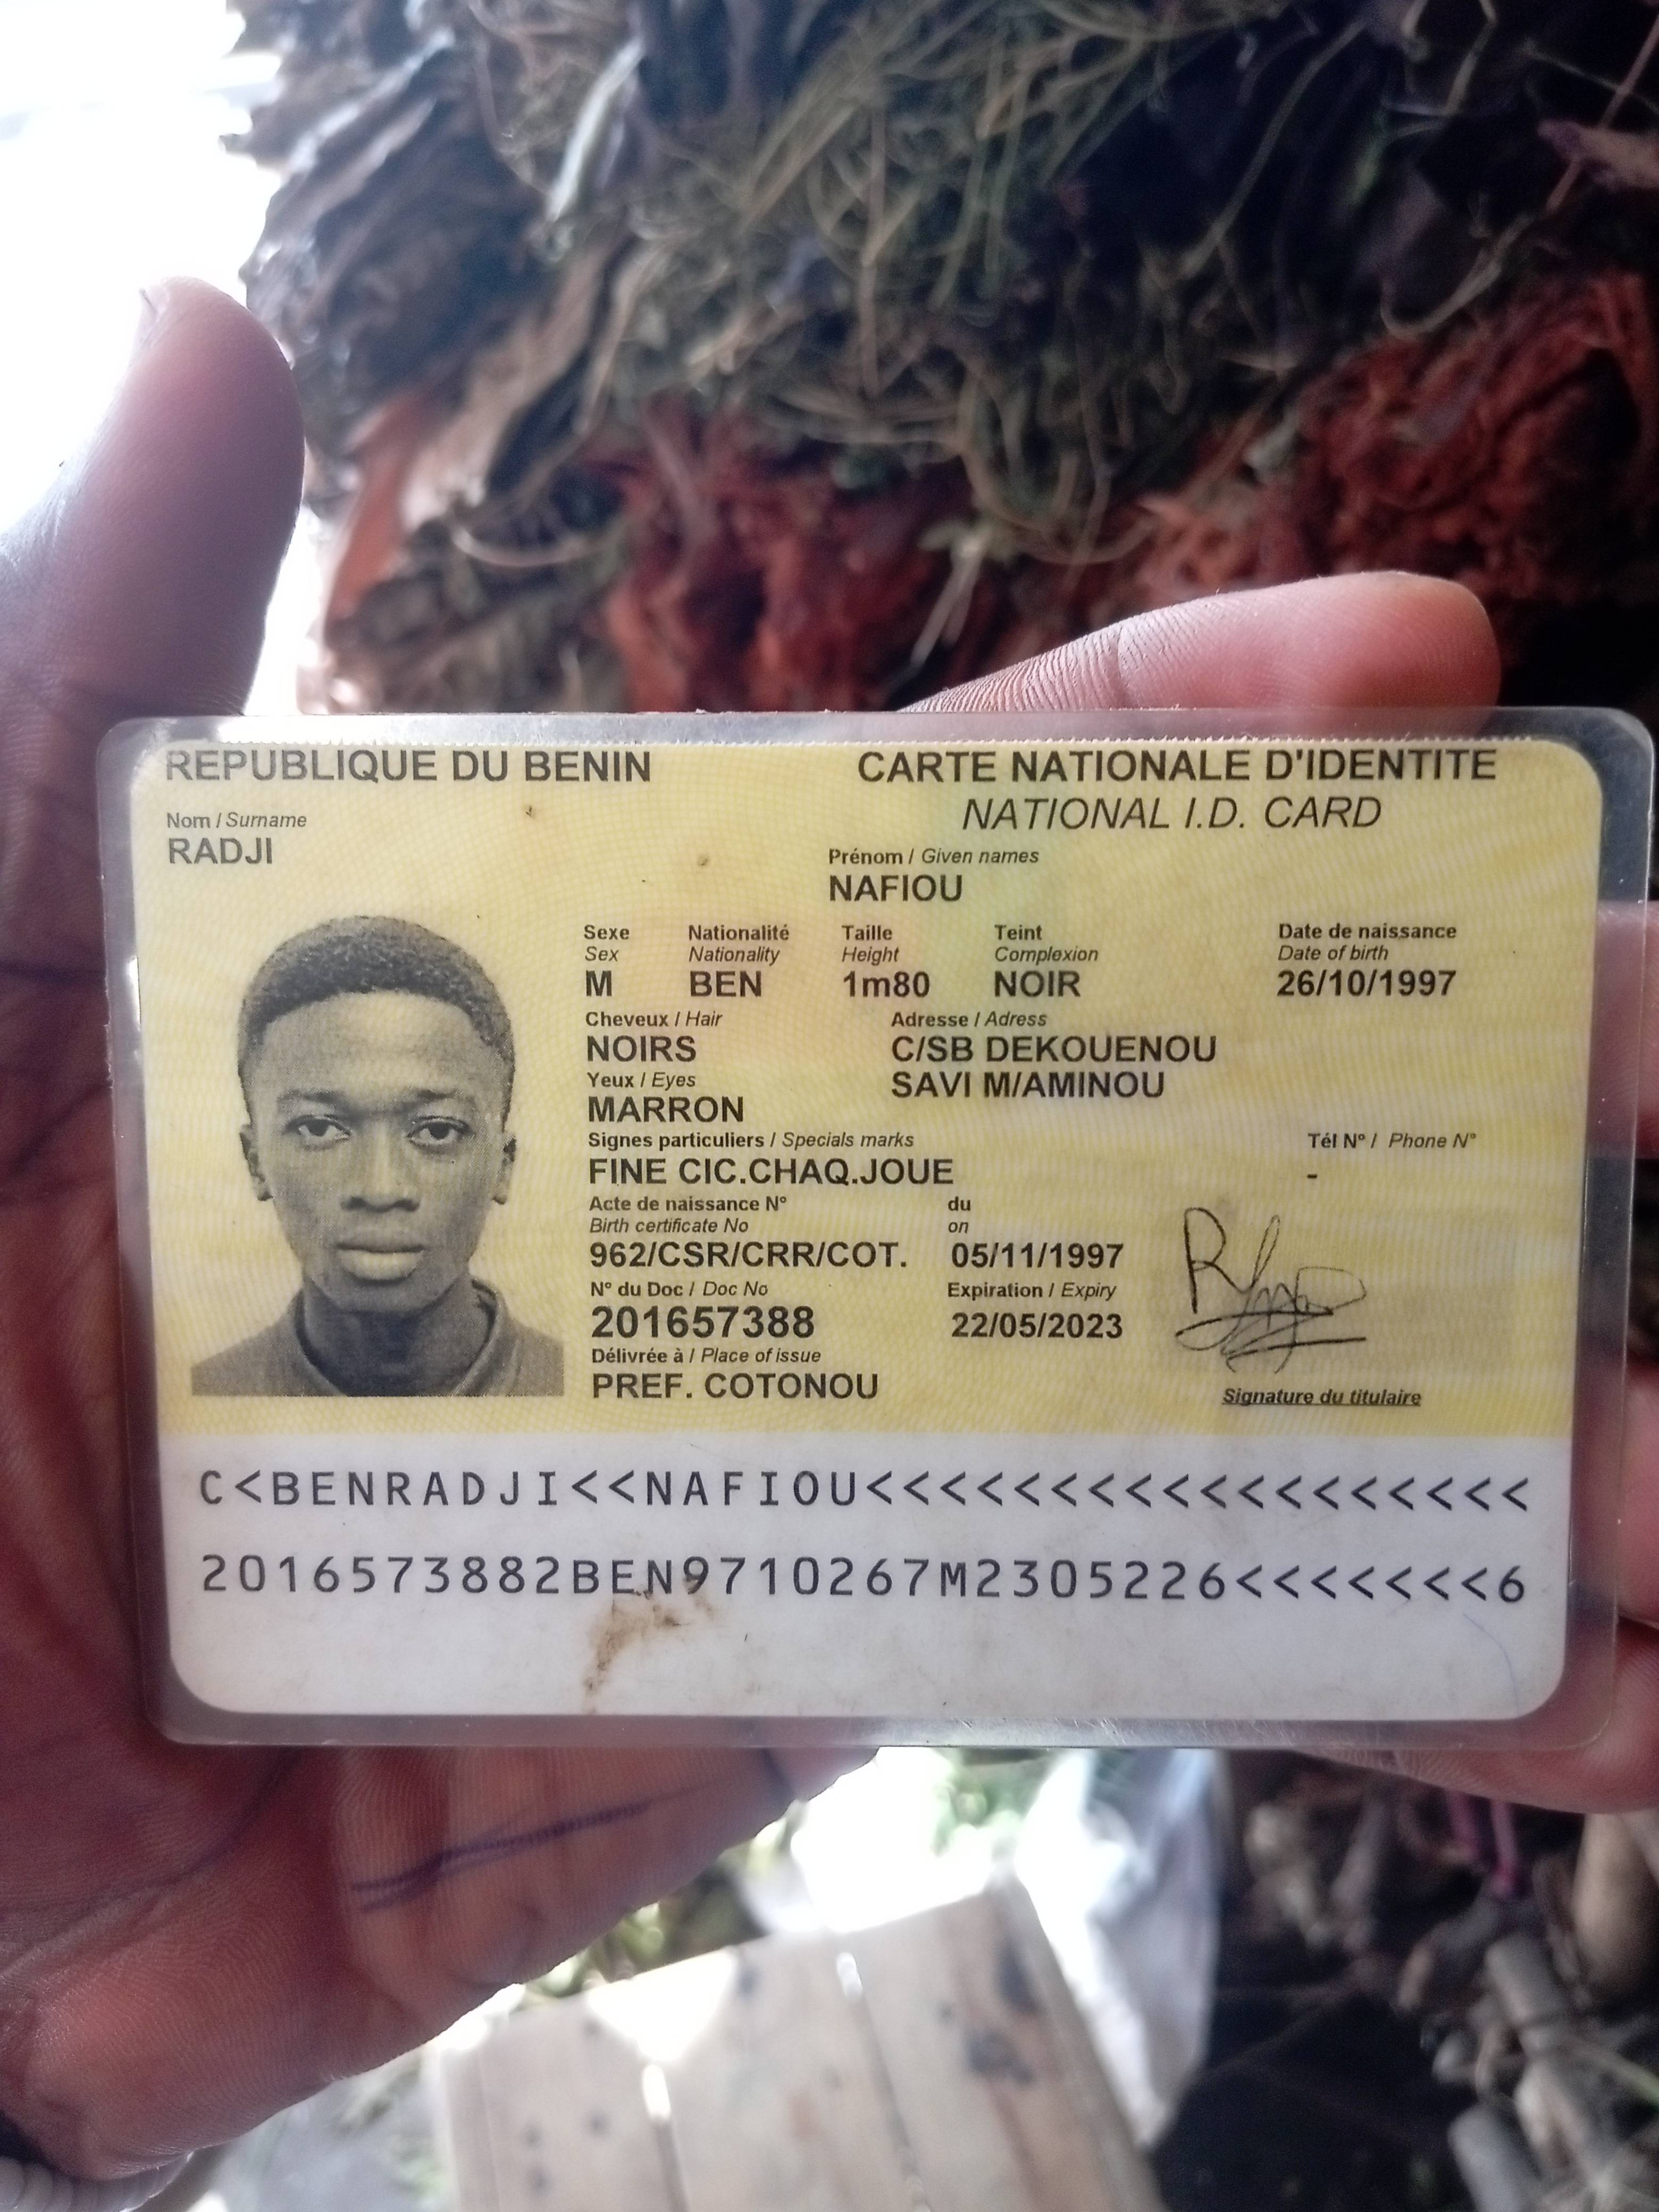 REPUBLIQUE DU BENIN
CARTE NATIONALE D'IDENTITE
NATIONAL I.D. CARD
Nom / Surname
RADJI
Prénom / Given names
NAFIOU
Sexe Nationalité Taille Teint Date de naissance
Sex Nationality Height Complexion Date of birth
M BEN 1m80 NOIR 26/10/1997
Cheveux / Hair Adresse / Adress
NOIRS C/SB DEKOUENOU
Yeux / Eyes SAVI M/AMINOU
MARRON
Signes particuliers / Specials marks Tél N° / Phone N°
FINE CIC.CHAQ.JOUE -
Acte de naissance N° du
Birth certificate No on
962/CSR/CRR/COT. 05/11/1997
N° du Doc / Doc No Expiration / Expiry
201657388 22/05/2023
Délivrée à / Place of issue
PREF. COTONOU
Signature du titulaire
C<BENRADJI<<NAFIOU<<<<<<<<<<<<<<<<<<
2016573882BEN9710267M2305226<<<<<<<6